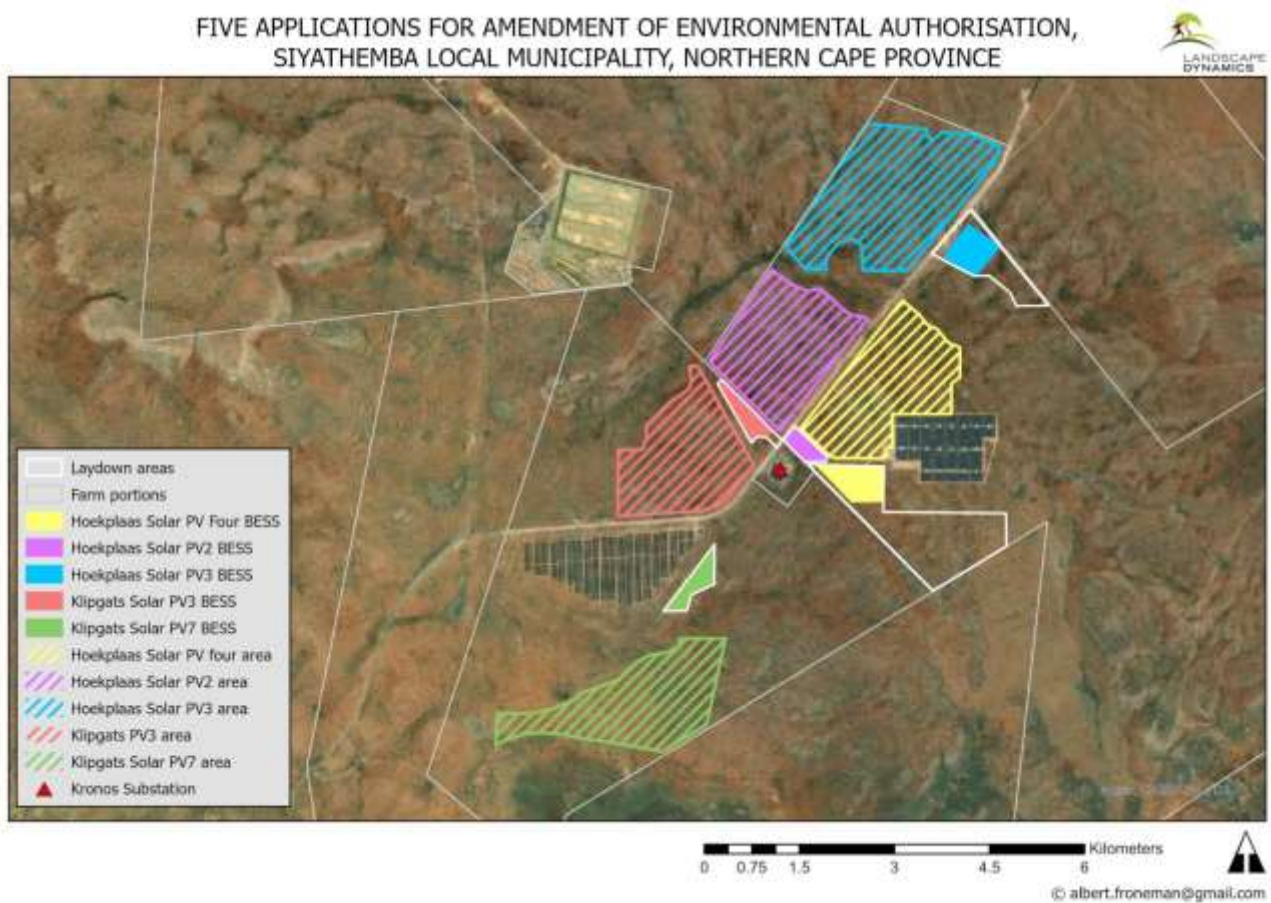 FIVE APPLICATIONS FOR AMENDMENT OF ENVIRONMENTAL AUTHORISATION,
SIYATHEMBA LOCAL MUNICIPALITY, NORTHERN CAPE PROVINCE
LANDSCAPE
DYNAMICS
Laydown areas
Farm portions
Hoekplaas Solar PV Four BESS
Hoekplaas Solar PV2 BESS
Hoekplaas Solar PV3 BESS
Klipgats Solar PV3 BESS
Klipgats Solar PV7 BESS
Hoekplaas Solar PV four area
Hoekplaas Solar PV2 area
Hoekplaas Solar PV3 area
Klipgats PV3 area
Klipgats Solar PV7 area
Kronos Substation
Kilometers
0 0.75 1.5 3 4.5 6
© albert.froneman@gmail.com